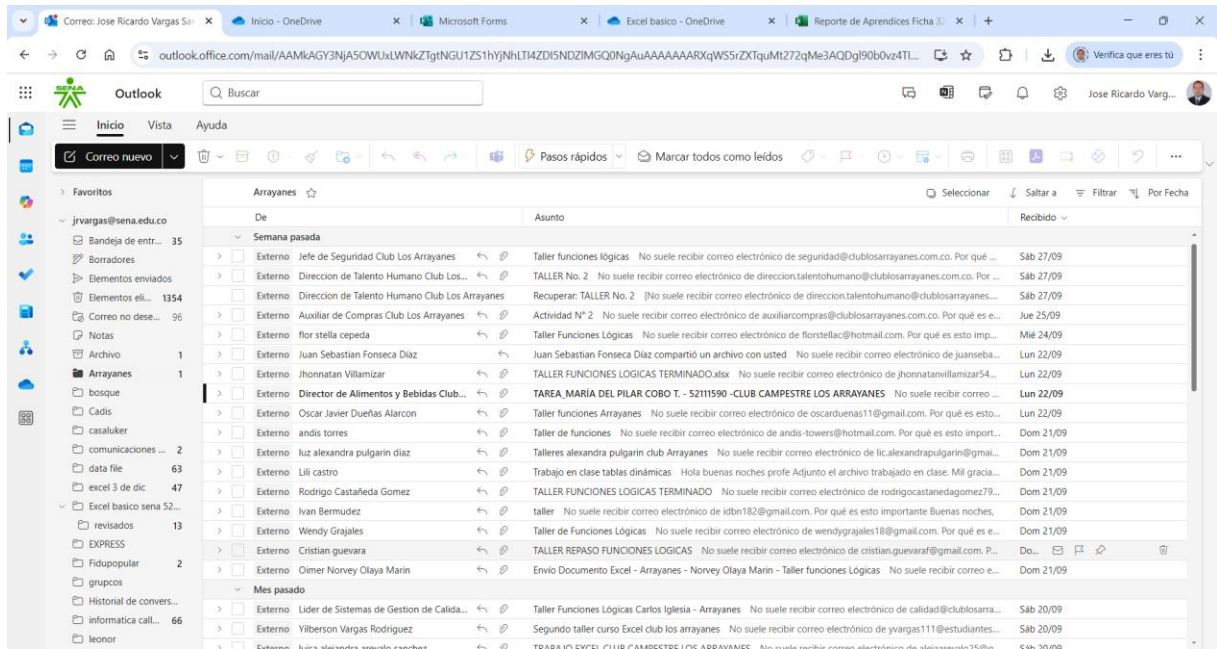 Correo: Jose Ricardo Vargas Sar
Inicio - OneDrive
Microsoft Forms
Excel basico - OneDrive
Reporte de Aprendices Ficha 32
outlook.office.com/mail/
Verifica que eres tú
SENA
Outlook
Buscar
Jose Ricardo Varg...
Inicio Vista Ayuda
Correo nuevo
Pasos rápidos
Marcar todos como leídos
Favoritos
Arrayanes
Seleccionar
Saltar a
Filtrar
Por Fecha
jrvargas@sena.edu.co
De Asunto Recibido
Bandeja de entr... 35
Borradores
Elementos enviados
Elementos eli... 1354
Correo no dese... 96
Notas
Archivo 1
Arrayanes 1
bosque
Cadis
casaluker
comunicaciones ... 2
data file 63
excel 3 de dic 47
Excel basico sena 52...
revisados 13
EXPRESS
Fidupopular 2
grupcos
Historial de convers...
informatica call... 66
leonor
Semana pasada
Externo Jefe de Seguridad Club Los Arrayanes Taller funciones lógicas No suele recibir correo electrónico de seguridad@clublosarrayanes.com.co. Por qué ... Sáb 27/09
Externo Direccion de Talento Humano Club Los... TALLER No. 2 No suele recibir correo electrónico de direccion.talentohumano@clublosarrayanes.com.co. Por ... Sáb 27/09
Externo Direccion de Talento Humano Club Los Arrayanes Recuperar: TALLER No. 2 [No suele recibir correo electrónico de direccion.talentohumano@clublosarrayanes.... Sáb 27/09
Externo Auxiliar de Compras Club Los Arrayanes Actividad N° 2 No suele recibir correo electrónico de auxiliarcompras@clublosarrayanes.com.co. Por qué es e... Jue 25/09
Externo flor stella cepeda Taller Funciones Lógicas No suele recibir correo electrónico de florstellac@hotmail.com. Por qué es esto imp... Mié 24/09
Externo Juan Sebastian Fonseca Díaz Juan Sebastian Fonseca Díaz compartió un archivo con usted No suele recibir correo electrónico de juanseba... Lun 22/09
Externo Jhonnatan Villamizar TALLER FUNCIONES LOGICAS TERMINADO.xlsx No suele recibir correo electrónico de jhonnatanvillamizar54... Lun 22/09
Externo Director de Alimentos y Bebidas Club... TAREA_MARÍA DEL PILAR COBO T. - 52111590 -CLUB CAMPESTRE LOS ARRAYANES No suele recibir correo ... Lun 22/09
Externo Oscar Javier Dueñas Alarcon Taller funciones Arrayanes No suele recibir correo electrónico de oscarduenas11@gmail.com. Por qué es esto... Lun 22/09
Externo andis torres Taller de funciones No suele recibir correo electrónico de andis-towers@hotmail.com. Por qué es esto import... Dom 21/09
Externo luz alexandra pulgarin diaz Talleres alexandra pulgarin club Arrayanes No suele recibir correo electrónico de lic.alexandrapulgarin@gmai... Dom 21/09
Externo Lili castro Trabajo en clase tablas dinámicas Hola buenas noches profe Adjunto el archivo trabajado en clase. Mil gracia... Dom 21/09
Externo Rodrigo Castañeda Gomez TALLER FUNCIONES LOGICAS TERMINADO No suele recibir correo electrónico de rodrigocastanedagomez79... Dom 21/09
Externo Ivan Bermudez taller No suele recibir correo electrónico de idbn182@gmail.com. Por qué es esto importante Buenas noches, Dom 21/09
Externo Wendy Grajales Taller de Funciones Lógicas No suele recibir correo electrónico de wendygrajales18@gmail.com. Por qué es e... Dom 21/09
Externo Cristian guevara TALLER REPASO FUNCIONES LOGICAS No suele recibir correo electrónico de cristian.guevaraf@gmail.com. P... Do...
Externo Oimer Norvey Olaya Marin Envío Documento Excel - Arrayanes - Norvey Olaya Marin - Taller funciones Lógicas No suele recibir correo e... Dom 21/09
Mes pasado
Externo Lider de Sistemas de Gestion de Calida... Taller Funciones Lógicas Carlos Iglesia - Arrayanes No suele recibir correo electrónico de calidad@clublosarra... Sáb 20/09
Externo Yilberson Vargas Rodriguez Segundo taller curso Excel club los arrayanes No suele recibir correo electrónico de yvargas111@estudiantes... Sáb 20/09
Externo luisa alejandra arevalo sanchez TRABAJO EXCEL CLUB CAMPESTRE LOS ARRAYANES No suele recibir correo electrónico de Sáb 20/09